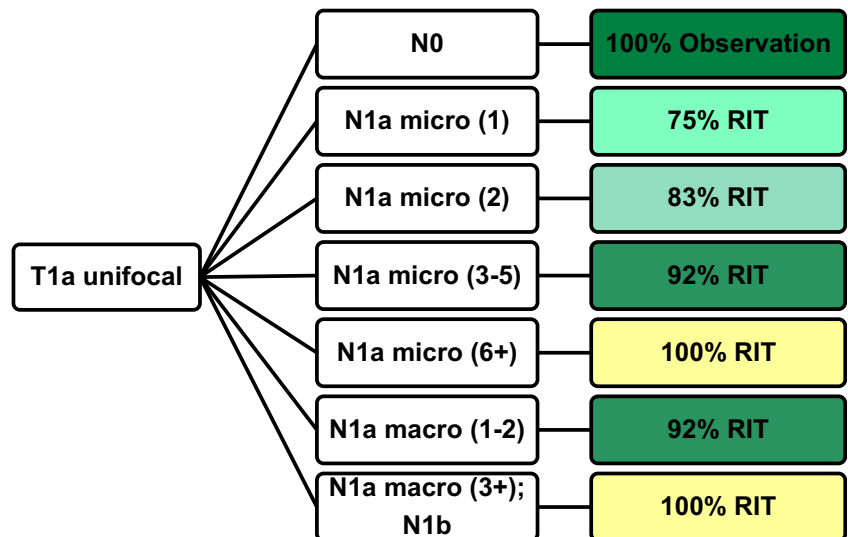 N0
100% Observation
N1a micro (1)
75% RIT
N1a micro (2)
83% RIT
T1a unifocal
N1a micro (3-5)
92% RIT
N1a micro (6+)
100% RIT
N1a macro (1-2)
92% RIT
N1a macro (3+);
N1b
100% RIT